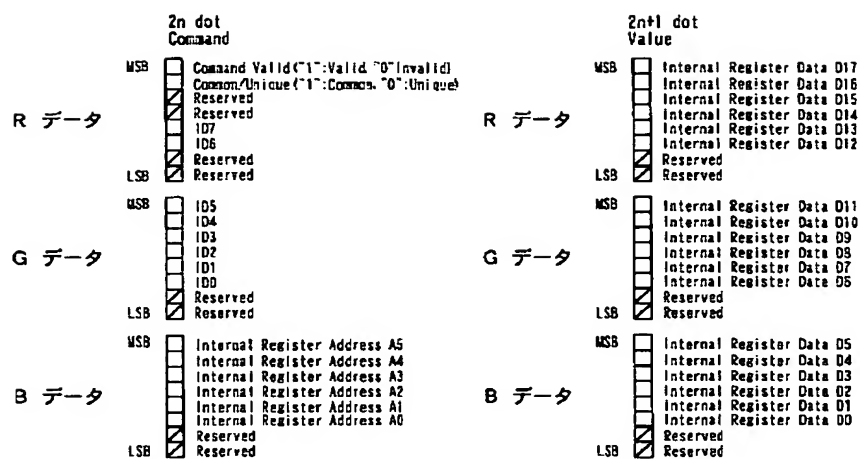 2n dot
Command
MSB
Command Valid("1":Valid "0"Invalid)
Common/Unique("1":Common, "0":Unique)
Reserved
Reserved
ID7
ID6
Reserved
LSB
Reserved
R データ
MSB
ID5
ID4
ID3
ID2
ID1
ID0
Reserved
LSB
Reserved
G データ
MSB
Internal Register Address A5
Internal Register Address A4
Internal Register Address A3
Internal Register Address A2
Internal Register Address A1
Internal Register Address A0
Reserved
LSB
Reserved
B データ
2n+1 dot
Value
MSB
Internal Register Data D17
Internal Register Data D16
Internal Register Data D15
Internal Register Data D14
Internal Register Data D13
Internal Register Data D12
Reserved
LSB
Reserved
R データ
MSB
Internal Register Data D11
Internal Register Data D10
Internal Register Data D9
Internal Register Data D8
Internal Register Data D7
Internal Register Data D6
Reserved
LSB
Reserved
G データ
MSB
Internal Register Data D5
Internal Register Data D4
Internal Register Data D3
Internal Register Data D2
Internal Register Data D1
Internal Register Data D0
Reserved
LSB
Reserved
B データ